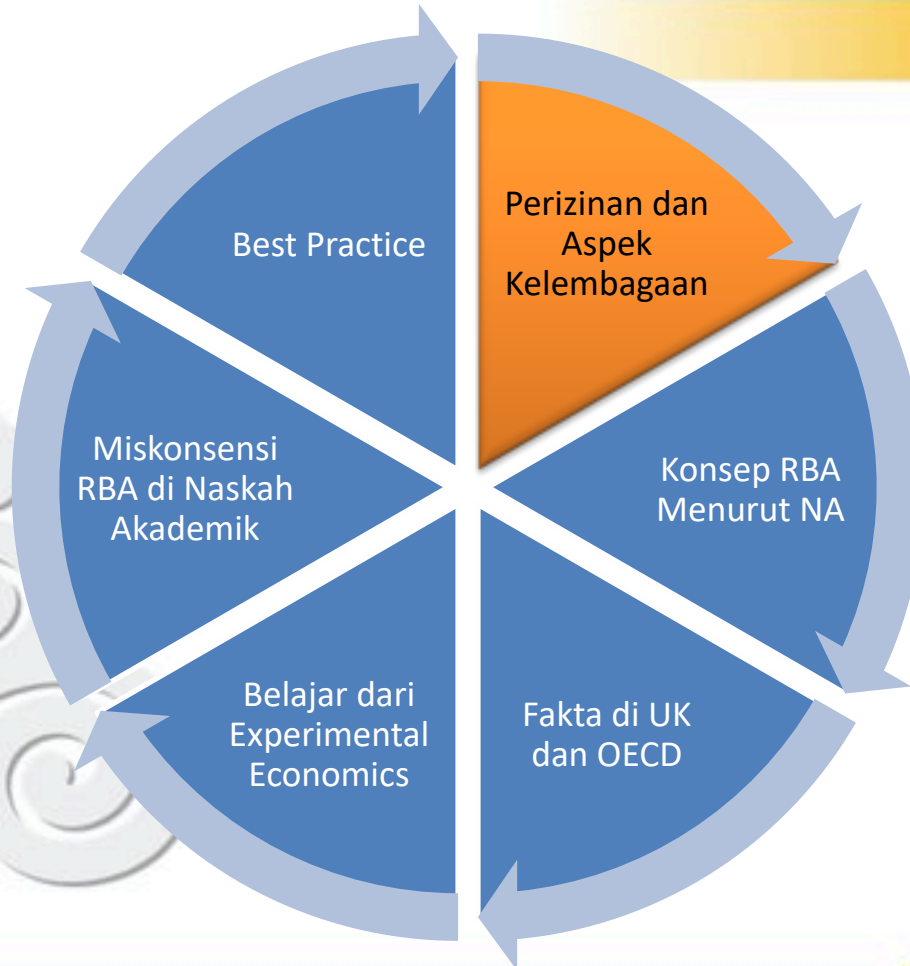 Perizinan dan
Aspek
Kelembagaan
Konsep RBA
Menurut NA
Fakta di UK
dan OECD
Belajar dari
Experimental
Economics
Miskonsensi
RBA di Naskah
Akademik
Best Practice